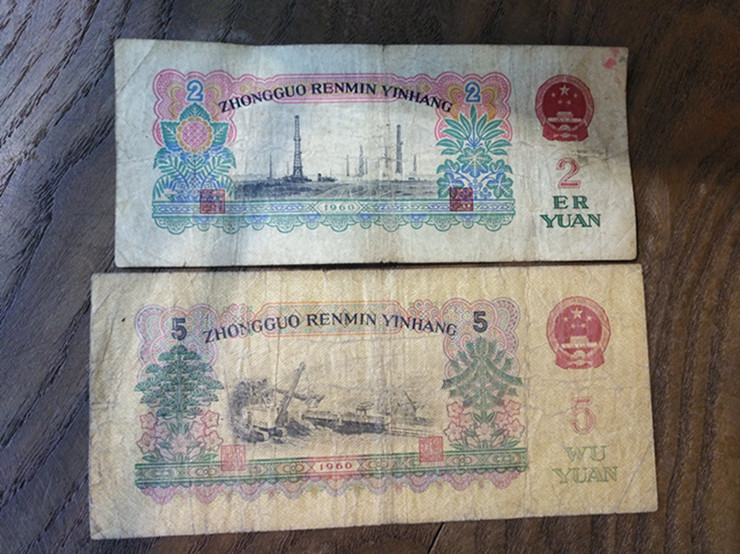 2 ZHONGGUO RENMIN YINHANG 2
1960
2
ER
YUAN
5 ZHONGGUO RENMIN YINHANG 5
1960
5
WU
YUAN